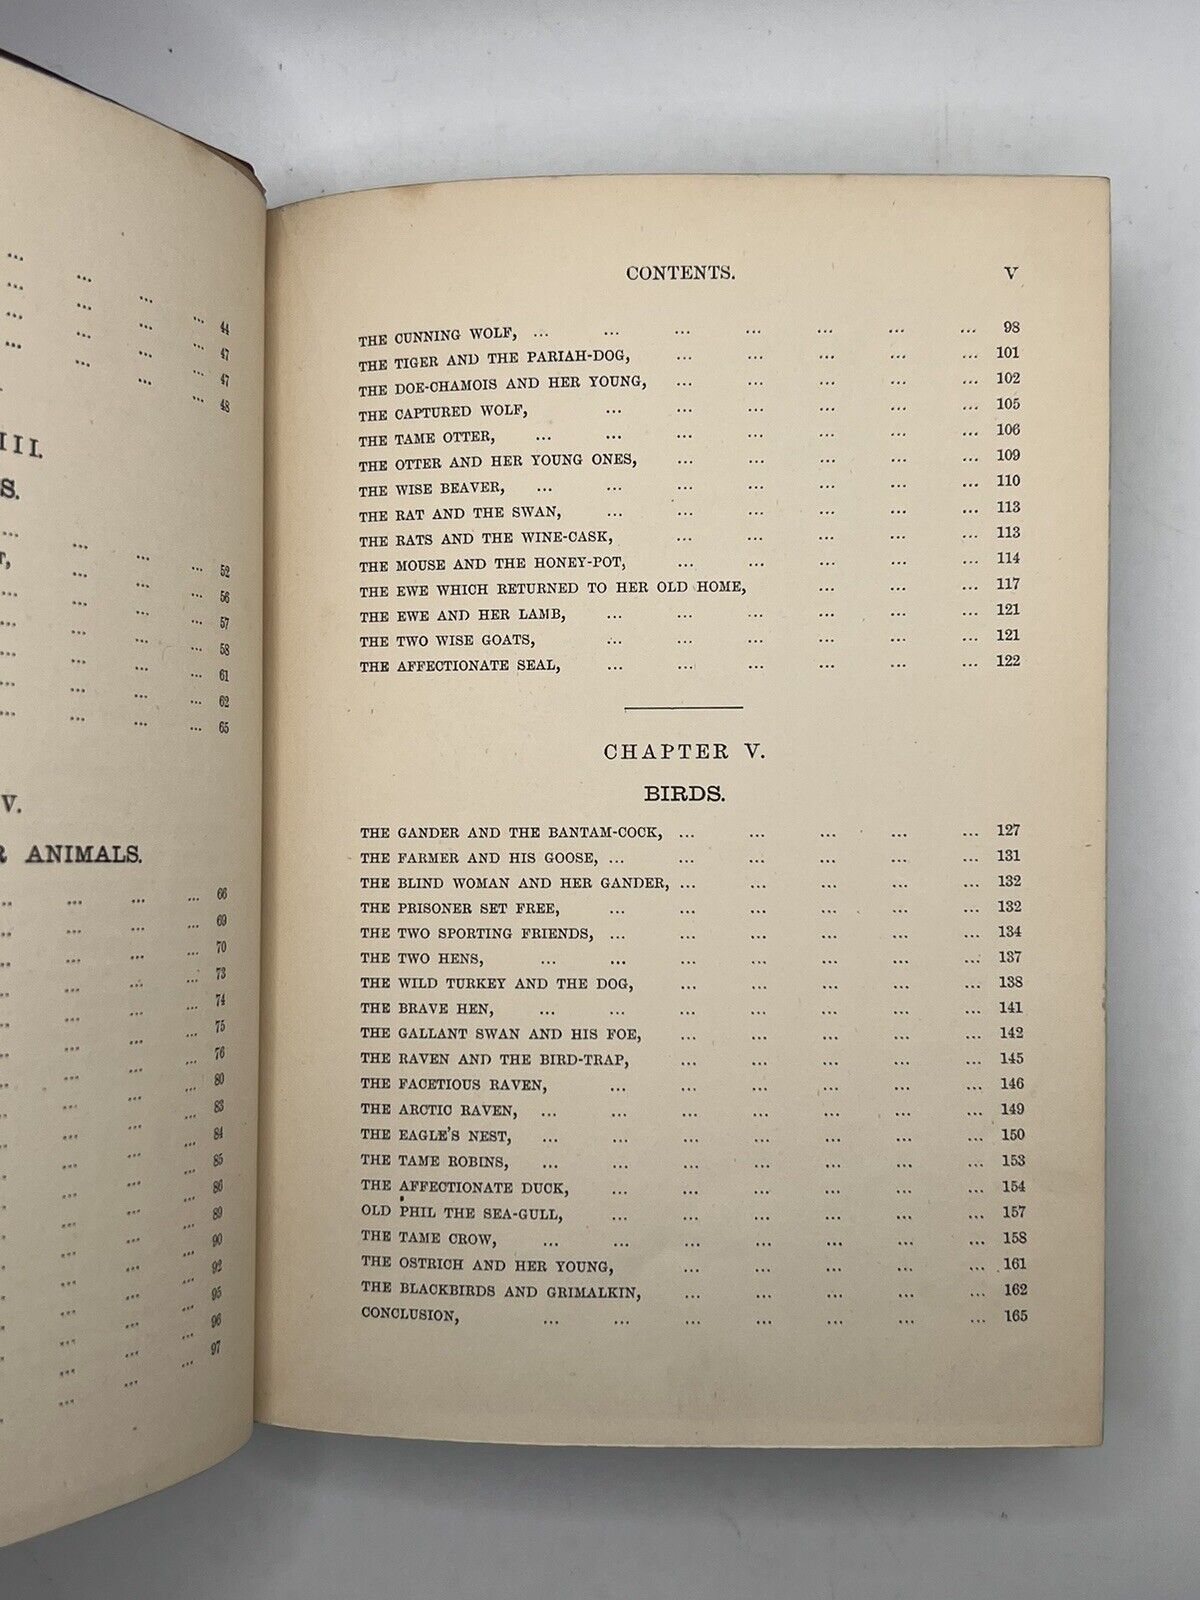 44
47
47
48
III.
S.
T,
52
56
57
58
61
62
65
V.
R ANIMALS.
66
69
70
73
74
75
76
80
83
84
85
86
89
90
92
95
96
97
CONTENTS. V
THE CUNNING WOLF, ... ... ... ... ... ... ... 98
THE TIGER AND THE PARIAH-DOG, ... ... ... ... ... 101
THE DOE-CHAMOIS AND HER YOUNG, ... ... ... ... ... 102
THE CAPTURED WOLF, ... ... ... ... ... ... 105
THE TAME OTTER, ... ... ... ... ... ... ... 106
THE OTTER AND HER YOUNG ONES, ... ... ... ... ... 109
THE WISE BEAVER, ... ... ... ... ... ... ... 110
THE RAT AND THE SWAN, ... ... ... ... ... ... 113
THE RATS AND THE WINE-CASK, ... ... ... ... ... 113
THE MOUSE AND THE HONEY-POT, ... ... ... ... ... 114
THE EWE WHICH RETURNED TO HER OLD HOME, ... ... ... 117
THE EWE AND HER LAMB, ... ... ... ... ... ... 121
THE TWO WISE GOATS, ... ... ... ... ... ... 121
THE AFFECTIONATE SEAL, ... ... ... ... ... ... 122
CHAPTER V.
BIRDS.
THE GANDER AND THE BANTAM-COCK, ... ... ... ... ... 127
THE FARMER AND HIS GOOSE, ... ... ... ... ... ... 131
THE BLIND WOMAN AND HER GANDER, ... ... ... ... ... 132
THE PRISONER SET FREE, ... ... ... ... ... ... 132
THE TWO SPORTING FRIENDS, ... ... ... ... ... ... 134
THE TWO HENS, ... ... ... ... ... ... ... 137
THE WILD TURKEY AND THE DOG, ... ... ... ... ... 138
THE BRAVE HEN, ... ... ... ... ... ... ... 141
THE GALLANT SWAN AND HIS FOE, ... ... ... ... ... 142
THE RAVEN AND THE BIRD-TRAP, ... ... ... ... ... 145
THE FACETIOUS RAVEN, ... ... ... ... ... ... 146
THE ARCTIC RAVEN, ... ... ... ... ... ... ... 149
THE EAGLE'S NEST, ... ... ... ... ... ... ... 150
THE TAME ROBINS, ... ... ... ... ... ... ... 153
THE AFFECTIONATE DUCK, ... ... ... ... ... ... 154
OLD PHIL THE SEA-GULL, ... ... ... ... ... ... 157
THE TAME CROW, ... ... ... ... ... ... ... 158
THE OSTRICH AND HER YOUNG, ... ... ... ... ... 161
THE BLACKBIRDS AND GRIMALKIN, ... ... ... ... ... 162
CONCLUSION, ... ... ... ... ... ... ... 165